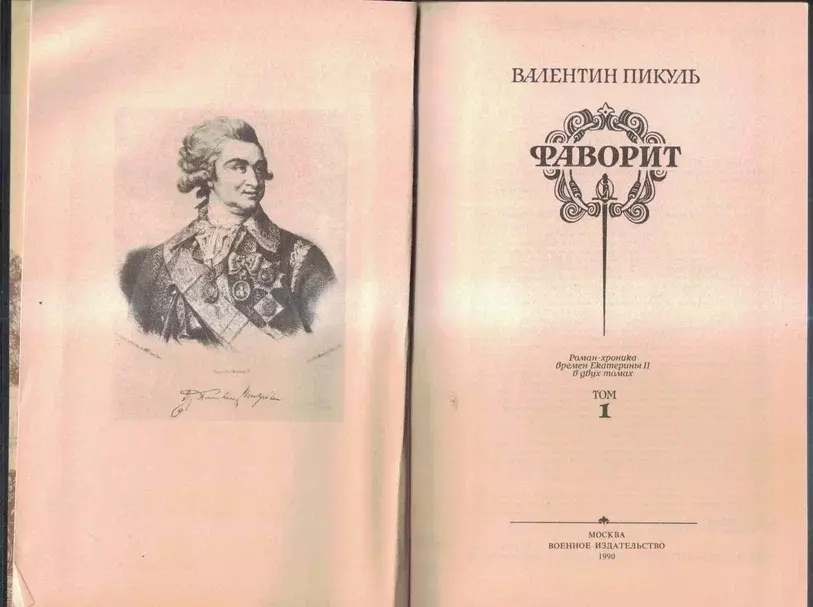 ВАЛЕНТИН ПИКУЛЬ
ФАВОРИТ
Роман-хроника
времен Екатерины II
в двух томах
ТОМ
1
МОСКВА
ВОЕННОЕ ИЗДАТЕЛЬСТВО
1990